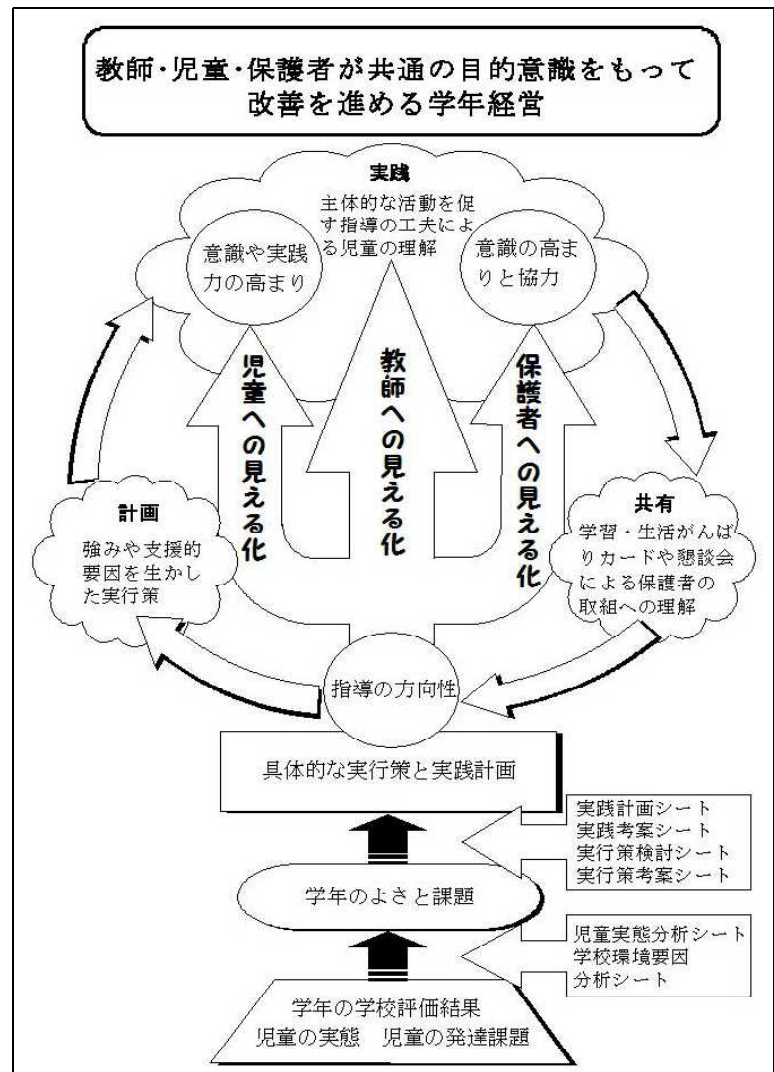 教師・児童・保護者が共通の目的意識をもって
改善を進める学年経営
実践
主体的な活動を促
す指導の工夫によ
る児童の理解
意識や実践
力の高まり
意識の高ま
りと協力
児童への見える化
教師への見える化
保護者への見える化
計画
強みや支援的
要因を生かし
た実行策
共有
学習・生活がんば
りカードや懇談会
による保護者の
取組への理解
指導の方向性
具体的な実行策と実践計画
実践計画シート
実践考案シート
実行策検討シート
実行策考案シート
学年のよさと課題
児童実態分析シート
学校環境要因
分析シート
学年の学校評価結果
児童の実態 児童の発達課題